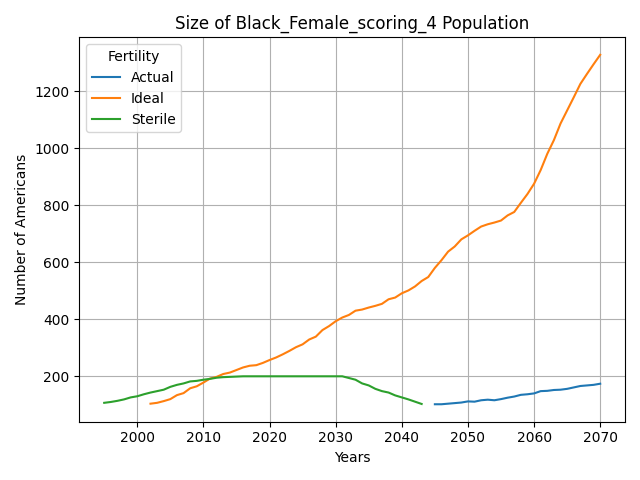 Size of Black_Female_scoring_4 Population
Fertility
Actual
Ideal
Sterile
Number of Americans
1200
1000
800
600
400
200
2000 2010 2020 2030 2040 2050 2060 2070
Years